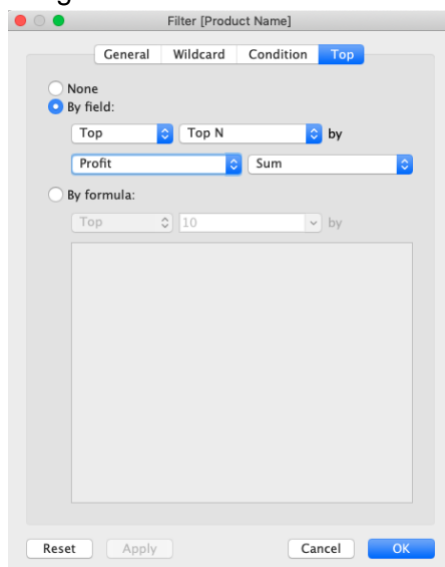 Filter [Product Name]
General Wildcard Condition Top
None
By field:
Top Top N by
Profit Sum
By formula:
Top 10 by
Reset Apply Cancel OK